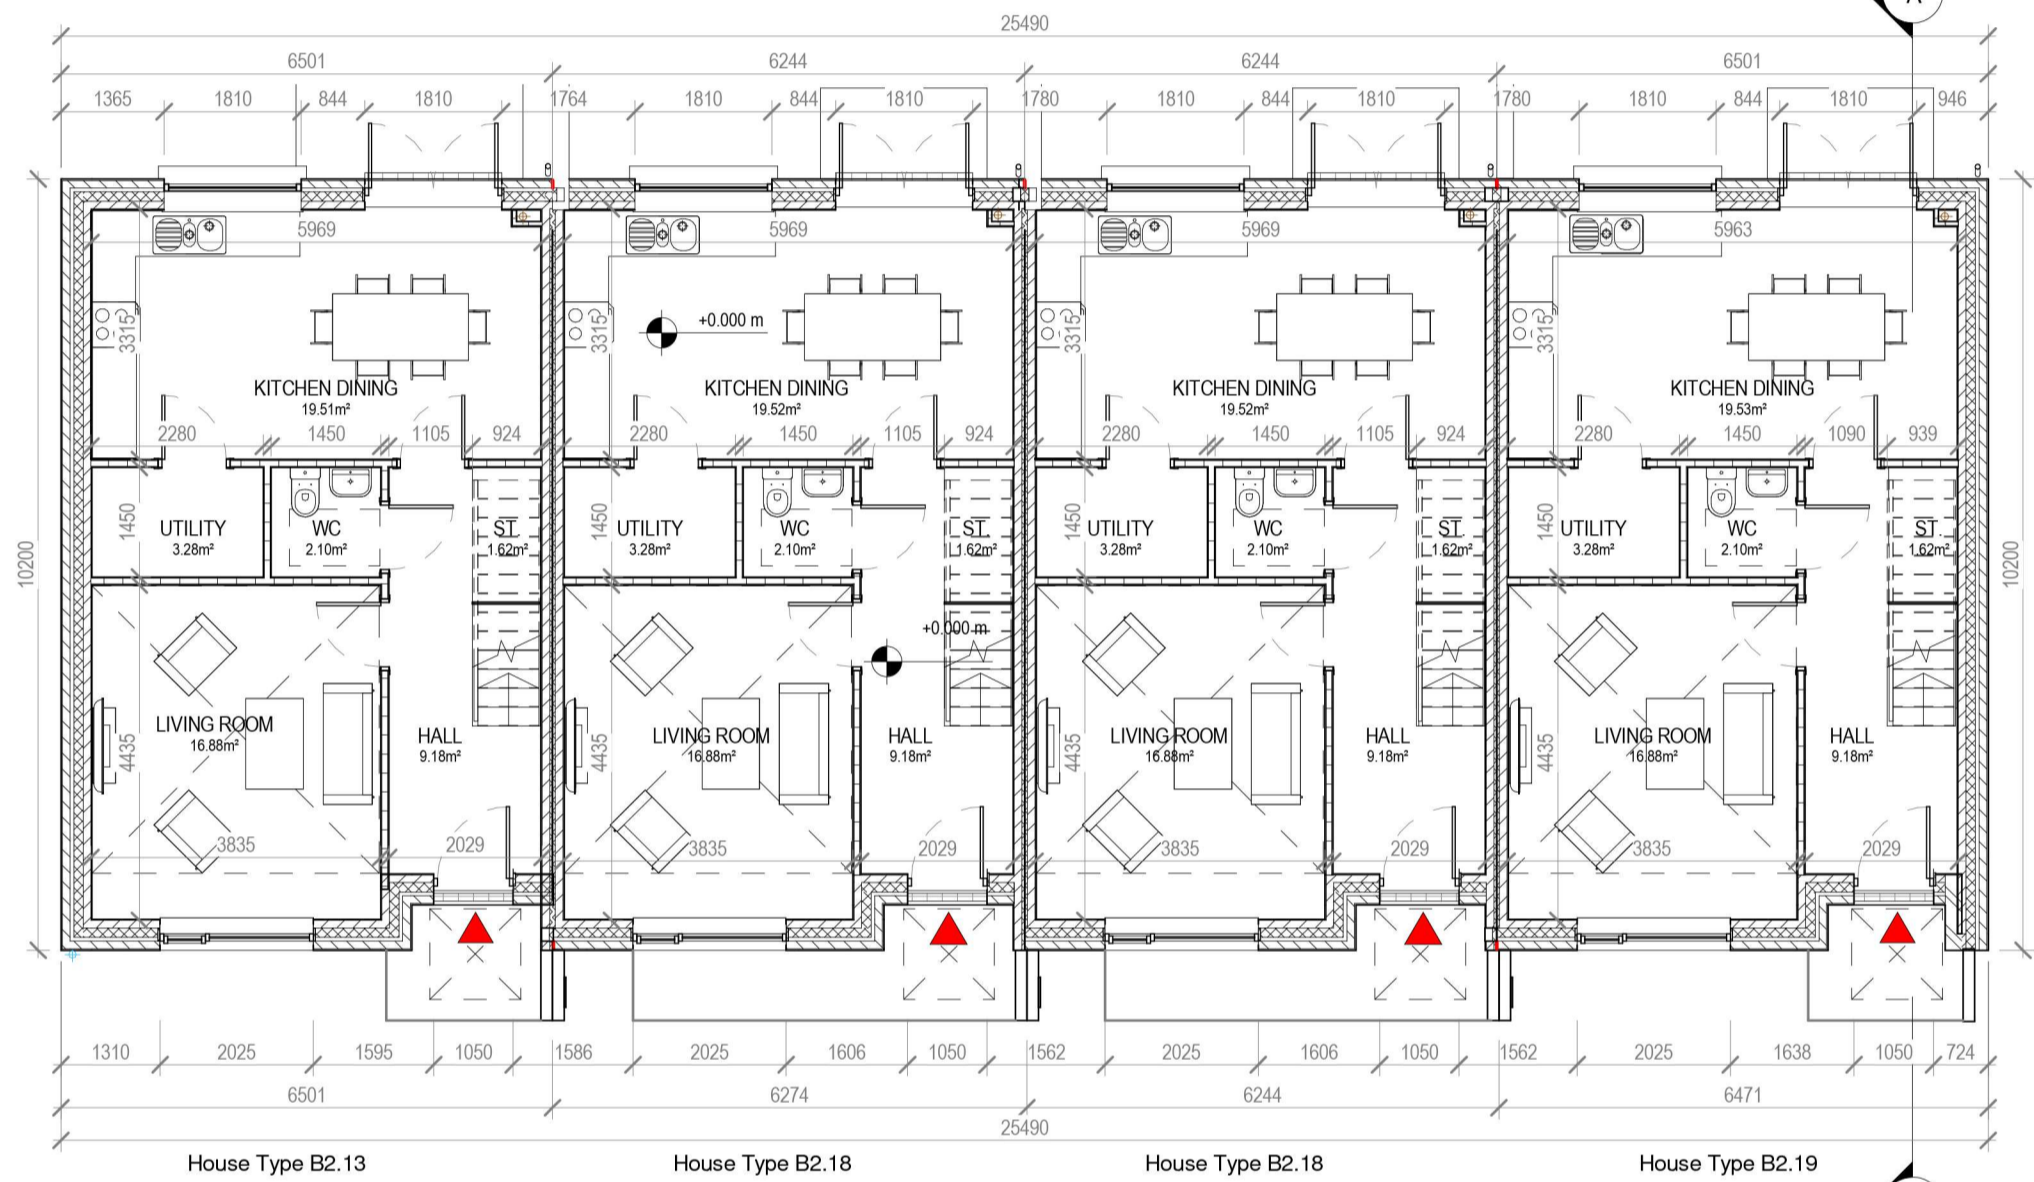 A
25490
6501 6244 6244 6501
1365 1810 844 1810 1764 1810 844 1810 1780 1810 844 1810 1780 1810 844 1810 946
5969 5969 5969 5963
+0.000 m
3315 3315 3315 3315
KITCHEN DINING KITCHEN DINING KITCHEN DINING KITCHEN DINING
19.51m² 19.52m² 19.52m² 19.53m²
2280 1450 1105 924 2280 1450 1105 924 2280 1450 1105 924 2280 1450 1090 939
1450 1450 1450 1450
UTILITY WC ST. UTILITY WC ST. UTILITY WC ST. UTILITY WC ST.
3.28m² 2.10m² 1.62m² 3.28m² 2.10m² 1.62m² 3.28m² 2.10m² 1.62m² 3.28m² 2.10m² 1.62m²
10200 10200
+0.000 m
LIVING ROOM HALL LIVING ROOM HALL LIVING ROOM HALL LIVING ROOM HALL
16.88m² 9.18m² 16.88m² 9.18m² 16.88m² 9.18m² 16.88m² 9.18m²
4435 4435 4435 4435
3835 2029 3835 2029 3835 2029 3835 2029
1310 2025 1595 1050 1586 2025 1606 1050 1562 2025 1606 1050 1562 2025 1638 1050 724
6501 6274 6244 6471
25490
House Type B2.13 House Type B2.18 House Type B2.18 House Type B2.19